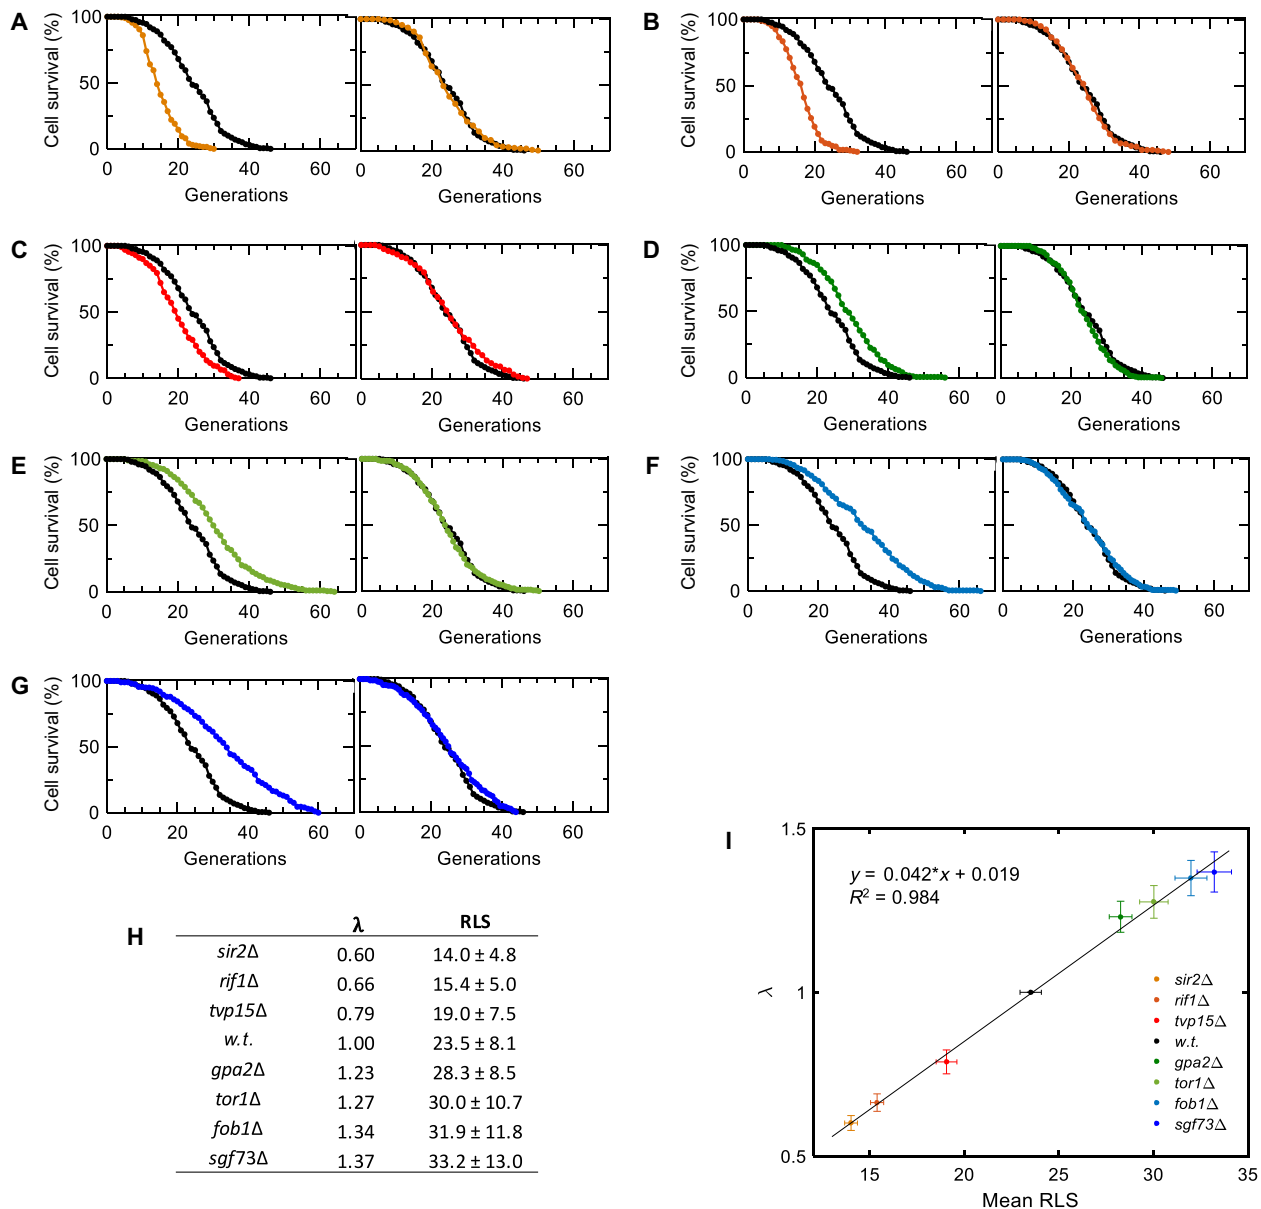 A
Cell survival (%)
100
50
0
0 20 40 60 0 20 40 60
Generations
B
Cell survival (%)
100
50
0
0 20 40 60 0 20 40 60
Generations
C
Cell survival (%)
100
50
0
0 20 40 60 0 20 40 60
Generations Generations
D
Cell survival (%)
100
50
0
0 20 40 60 0 20 40 60
Generations Generations
E
Cell survival (%)
100
50
0
0 20 40 60 0 20 40 60
Generations Generations
F
Cell survival (%)
100
50
0
0 20 40 60 0 20 40 60
Generations Generations
G
Cell survival (%)
100
50
0
0 20 40 60 0 20 40 60
Generations Generations
H
λ RLS
sir2Δ 0.60 14.0 ± 4.8
rif1Δ 0.66 15.4 ± 5.0
tvp15Δ 0.79 19.0 ± 7.5
w.t. 1.00 23.5 ± 8.1
gpa2Δ 1.23 28.3 ± 8.5
tor1Δ 1.27 30.0 ± 10.7
fob1Δ 1.34 31.9 ± 11.8
sgf73Δ 1.37 33.2 ± 13.0
I
1.5
1
0.5
λ
y = 0.042*x + 0.019
R² = 0.984
sir2Δ
rif1Δ
tvp15Δ
w.t.
gpa2Δ
tor1Δ
fob1Δ
sgf73Δ
15 20 25 30 35
Mean RLS